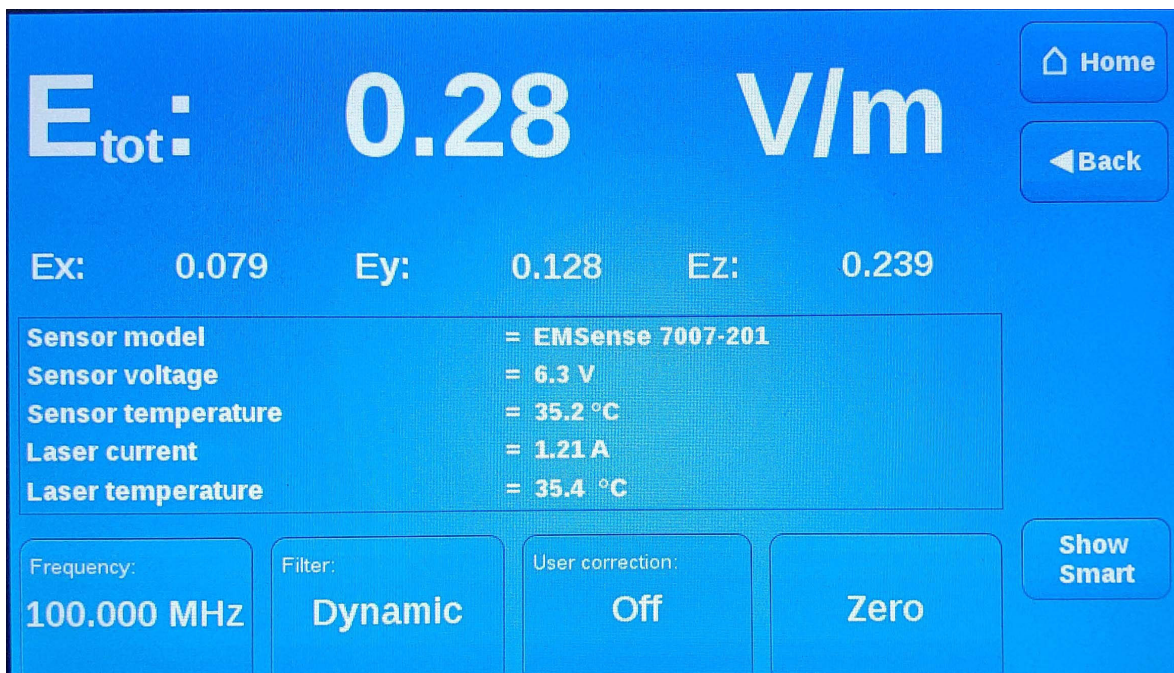 E tot : 0.28 V/m
Home
Back
Ex: 0.079 Ey: 0.128 Ez: 0.239
Sensor model = EMSense 7007-201
Sensor voltage = 6.3 V
Sensor temperature = 35.2 °C
Laser current = 1.21 A
Laser temperature = 35.4 °C
Show
Smart
Frequency:
100.000 MHz
Filter:
Dynamic
User correction:
Off
Zero